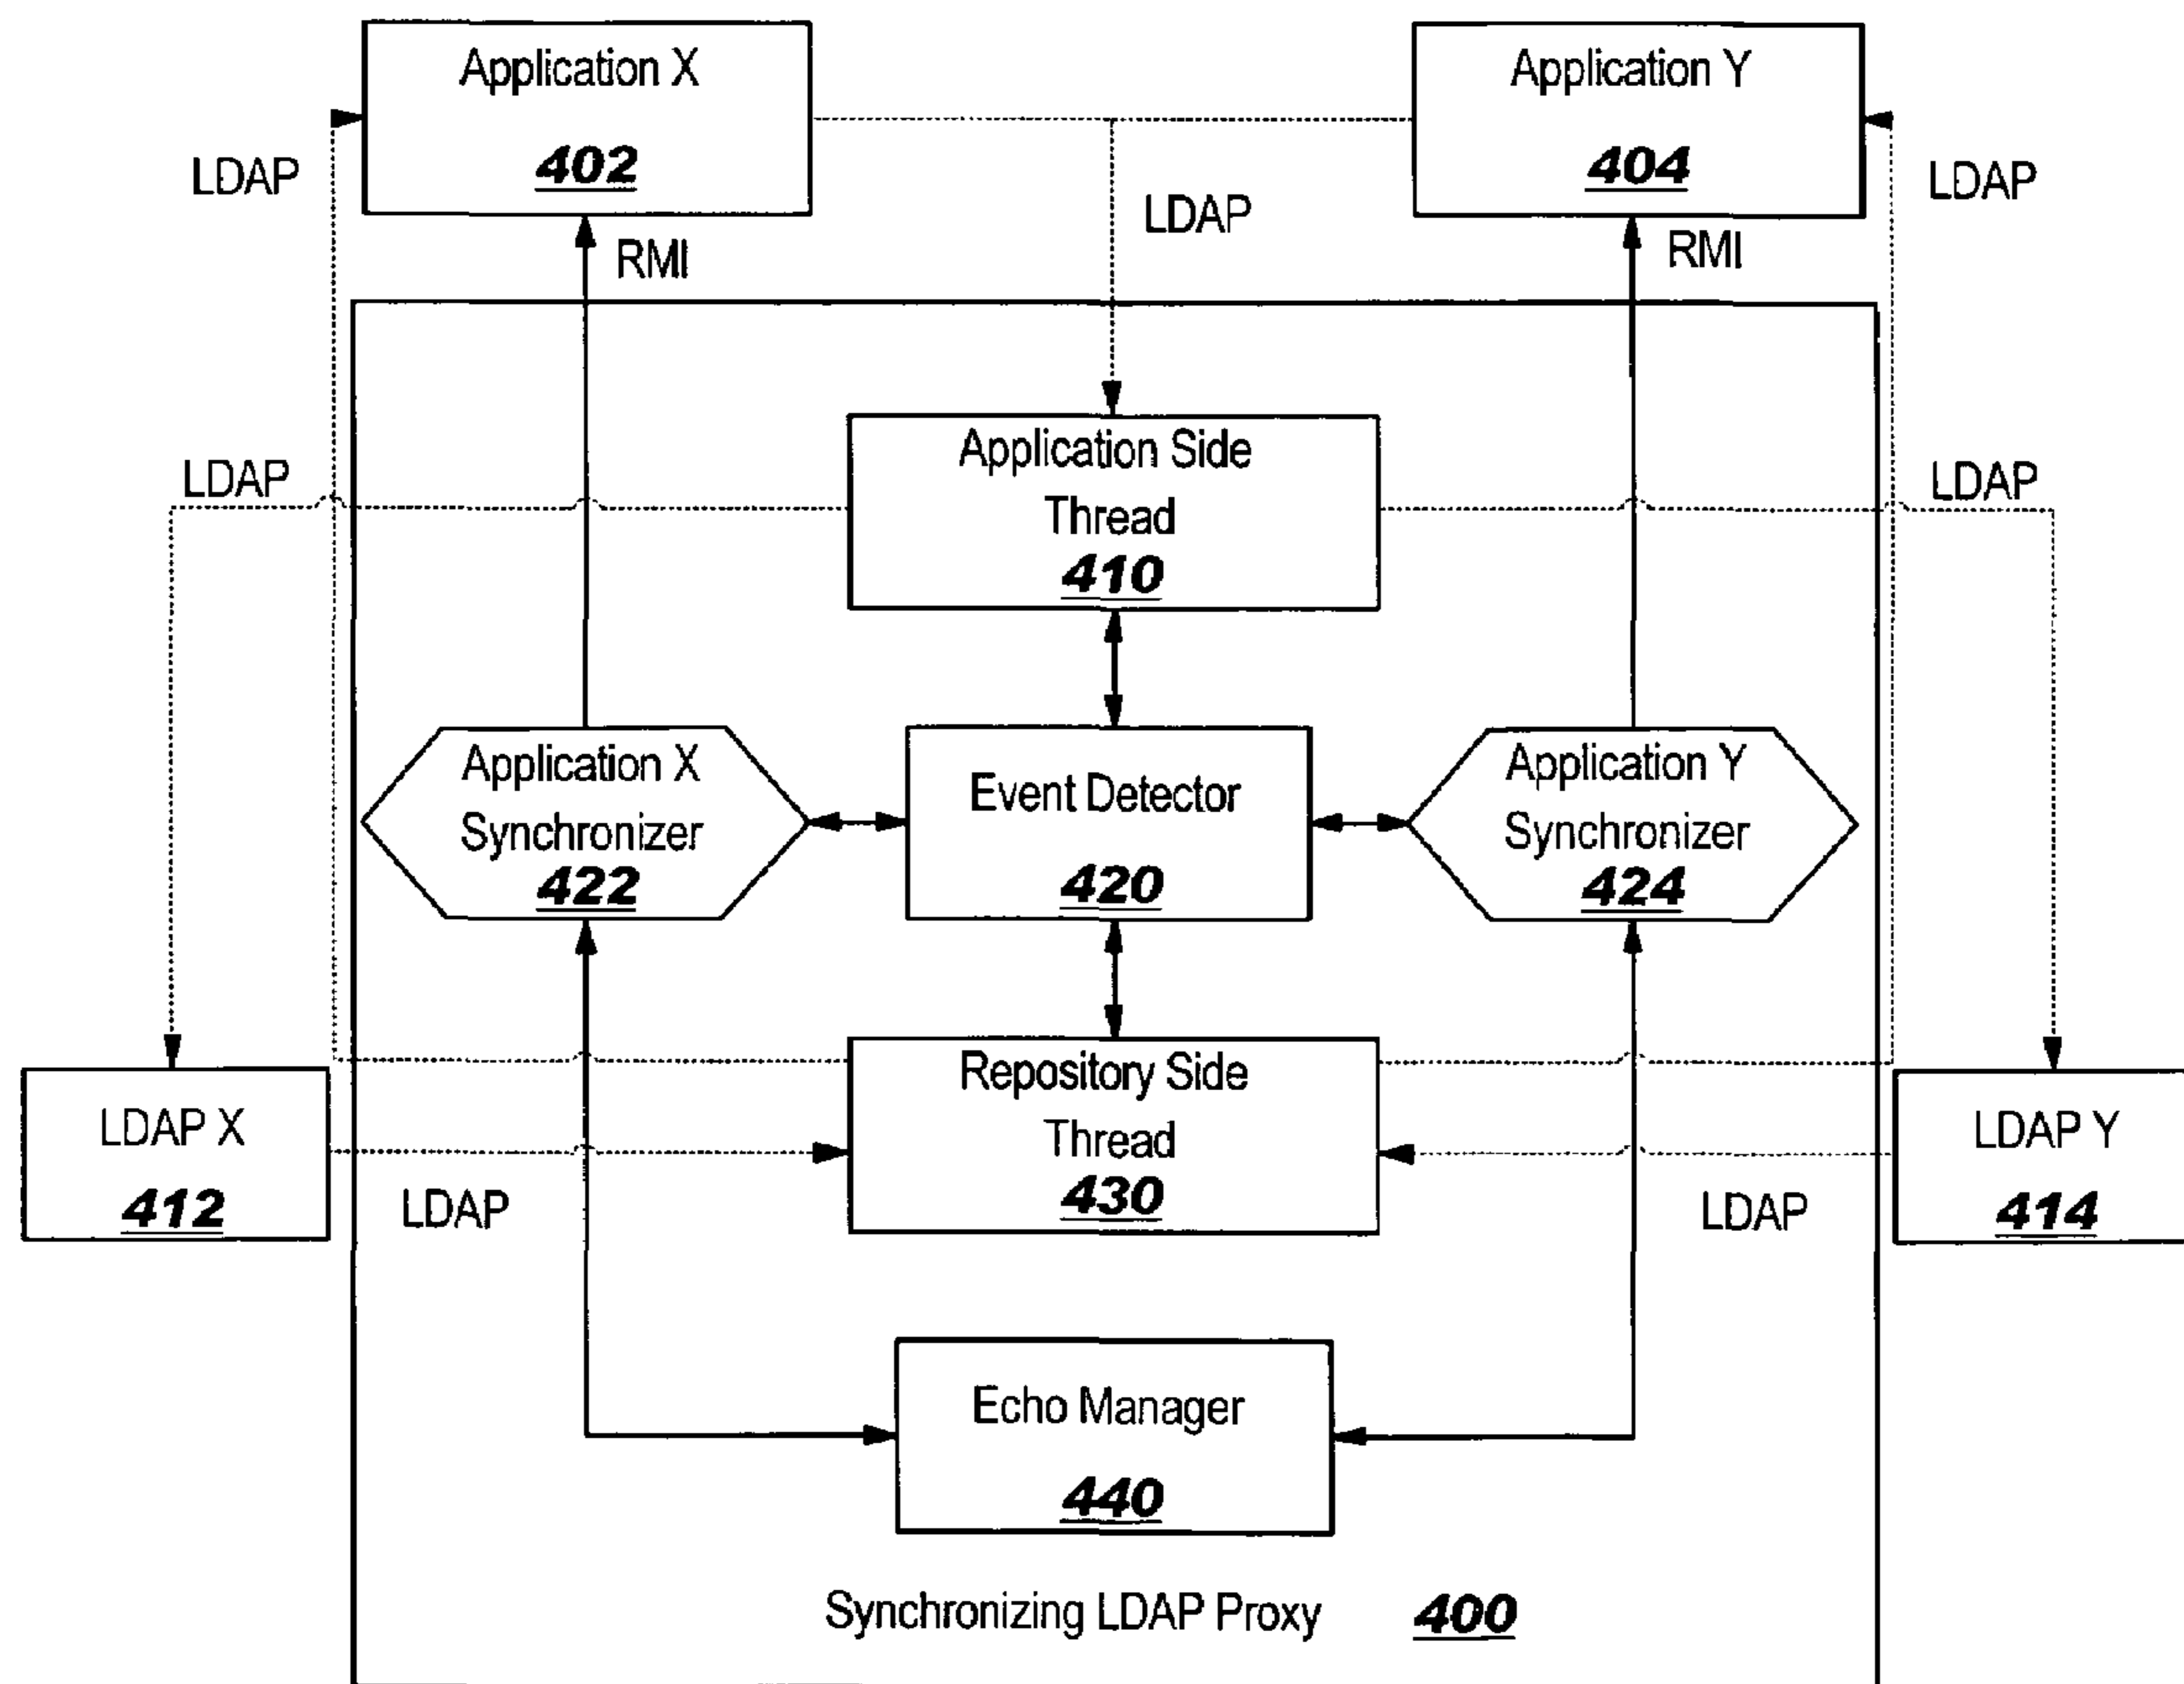 Application X
402
Application Y
404
LDAP
LDAP
LDAP
RMI
RMI
Application Side
Thread
410
LDAP
LDAP
Application X
Synchronizer
422
Event Detector
420
Application Y
Synchronizer
424
LDAP X
412
Repository Side
Thread
430
LDAP Y
414
LDAP
LDAP
Echo Manager
440
Synchronizing LDAP Proxy 400